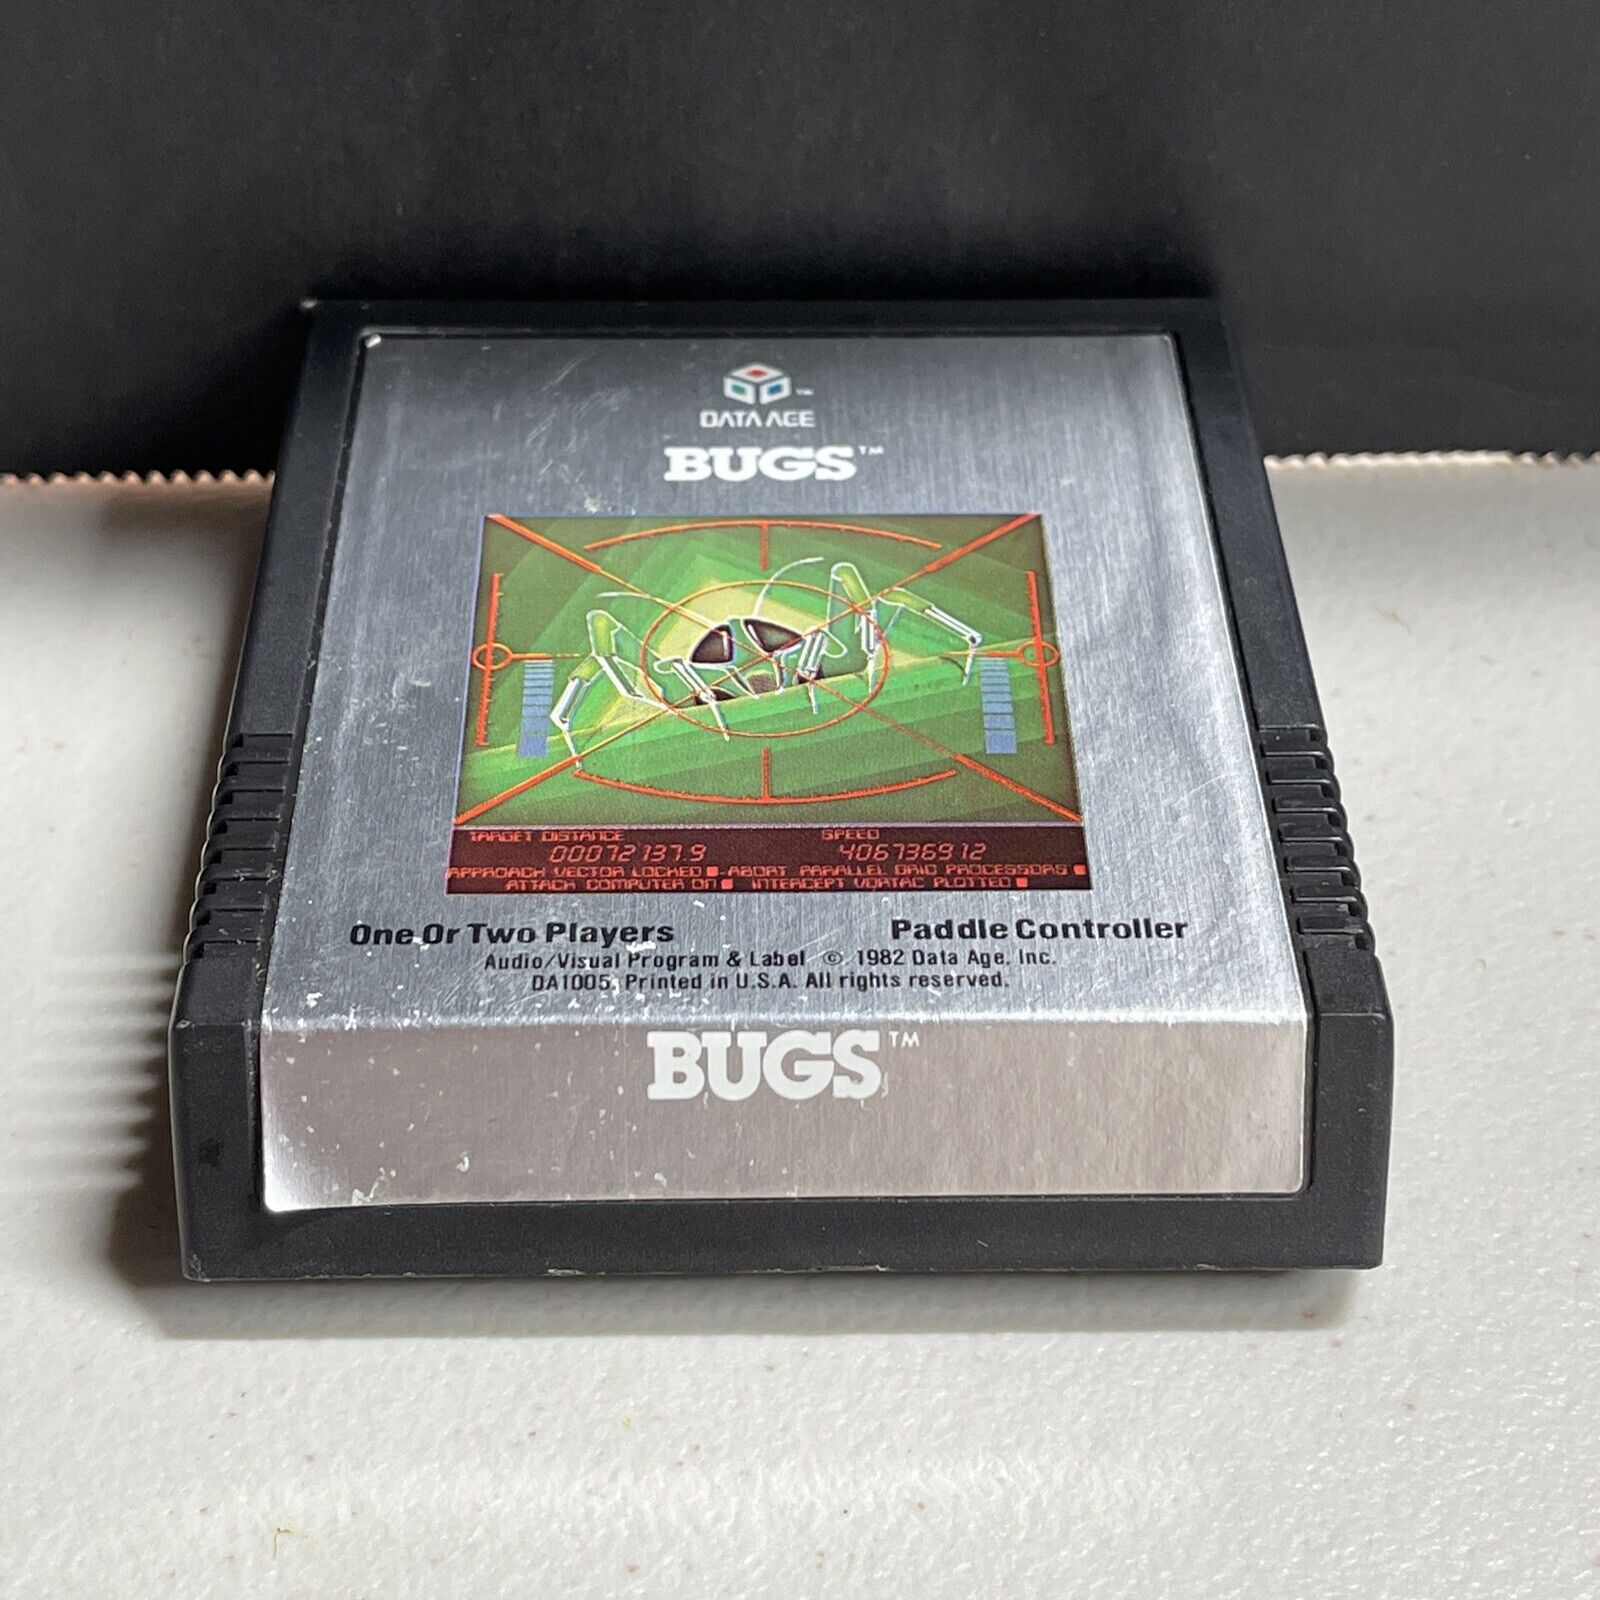 DATA AGE™
BUGS™
TARGET DISTANCE SPEED
00072137.9 406736912
APPROACH VECTOR LOCKED ABORT PARALLEL GRID PROCESSORS
ATTACH COMPUTER ON INTERCEPT VORTAC PLOTTED
One Or Two Players Paddle Controller
Audio/Visual Program & Label © 1982 Data Age, Inc.
DA1005. Printed in U.S.A. All rights reserved.
BUGS™